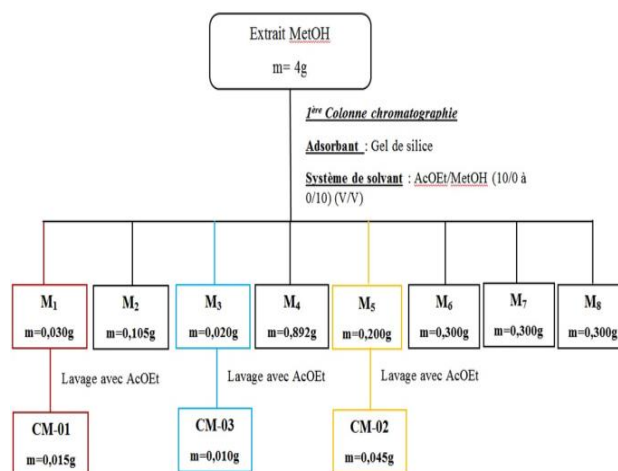 Extrait MetOH
m= 4g
1ère Colonne chromatographie
Adsorbant : Gel de silice
Système de solvant : AcOEt/MetOH (10/0 à
0/10) (V/V)
M1 M2 M3 M4 M5 M6 M7 M8
m=0,030g m=0,105g m=0,020g m=0,892g m=0,200g m=0,300g m=0,300g m=0,300g
Lavage avec AcOEt Lavage avec AcOEt Lavage avec AcOEt
CM-01 CM-03 CM-02
m=0,015g m=0,010g m=0,045g